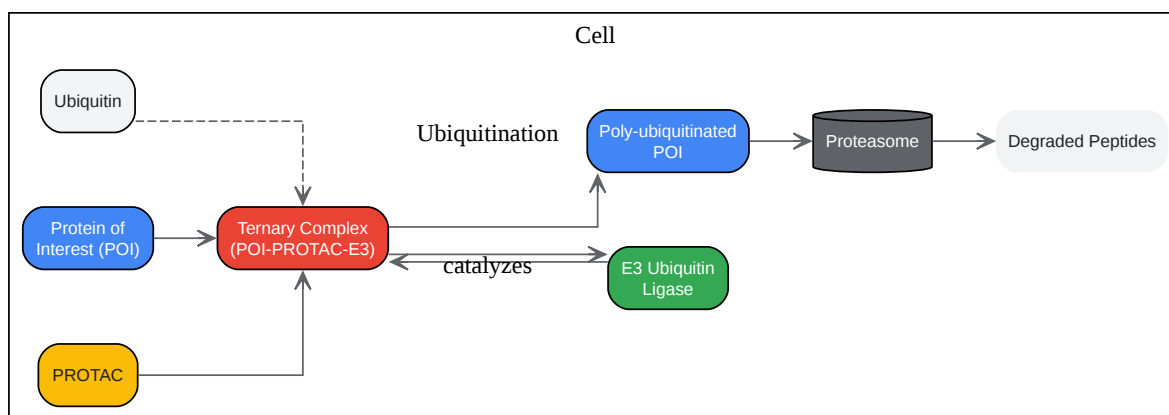 Cell
Ubiquitin
Ubiquitination
Poly-ubiquitinated
POI
Proteasome
Degraded Peptides
Protein of
Interest (POI)
Ternary Complex
(POI-PROTAC-E3)
catalyzes
E3 Ubiquitin
Ligase
PROTAC